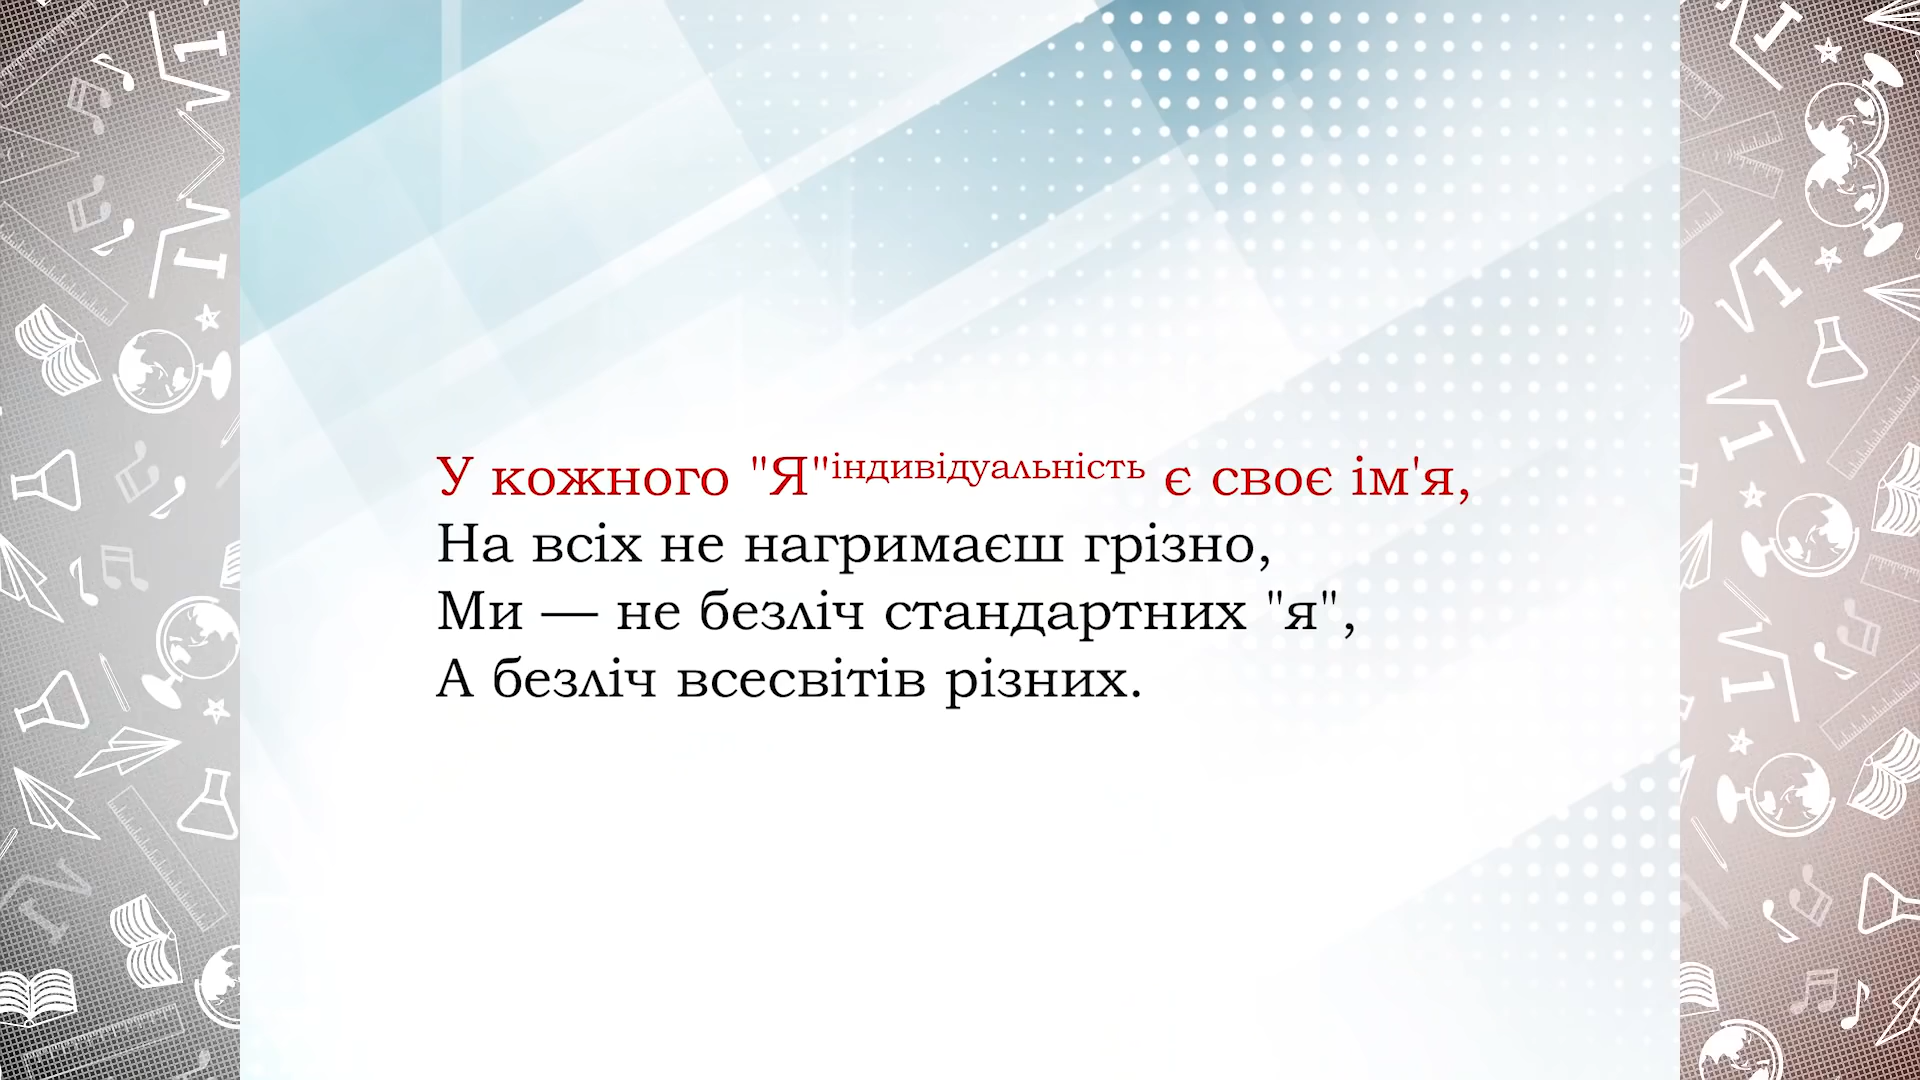 У кожного "Я"індивідуальність є своє ім'я,
На всіх не нагримаєш грізно,
Ми — не безліч стандартних "я",
А безліч всесвітів різних.